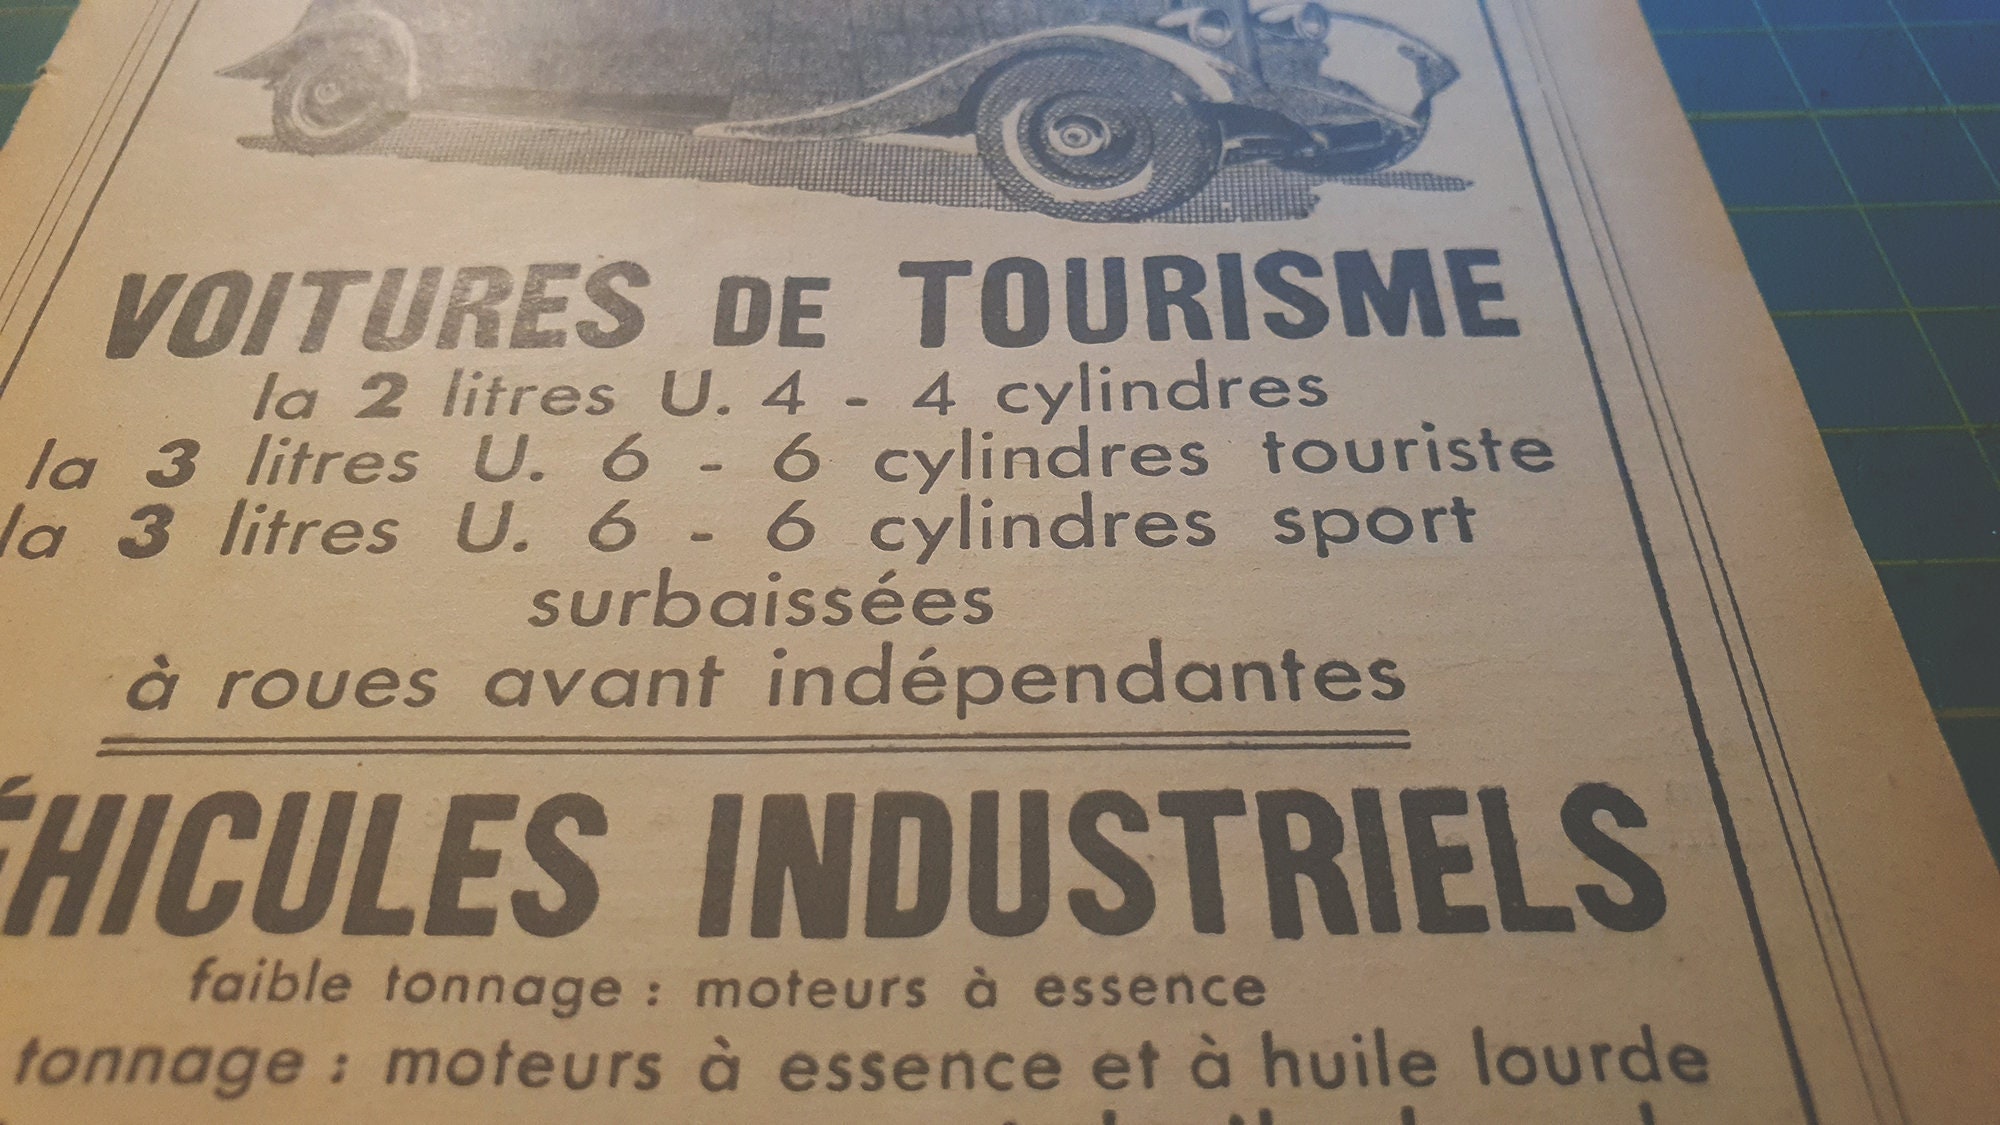 VOITURES DE TOURISME
la 2 litres U. 4 - 4 cylindres
la 3 litres U. 6 - 6 cylindres touriste
la 3 litres U. 6 - 6 cylindres sport
surbaissées
à roues avant indépendantes
ÉHICULES INDUSTRIELS
faible tonnage : moteurs à essence
tonnage : moteurs à essence et à huile lourde